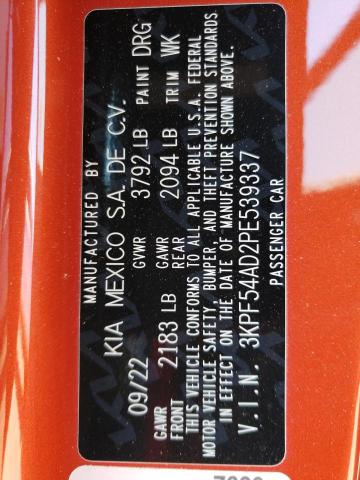 MANUFACTURED BY
KIA MEXICO S.A. DE C.V.
09/22 GVWR 3792 LB PAINT DRG
GAWR FRONT 2183 LB GAWR REAR 2094 LB TRIM WK
THIS VEHICLE CONFORMS TO ALL APPLICABLE U.S.A. FEDERAL
MOTOR VEHICLE SAFETY, BUMPER, AND THEFT PREVENTION STANDARDS
IN EFFECT ON THE DATE OF MANUFACTURE SHOWN ABOVE.
V.I.N. 3KPF54AD2PE539337
PASSENGER CAR